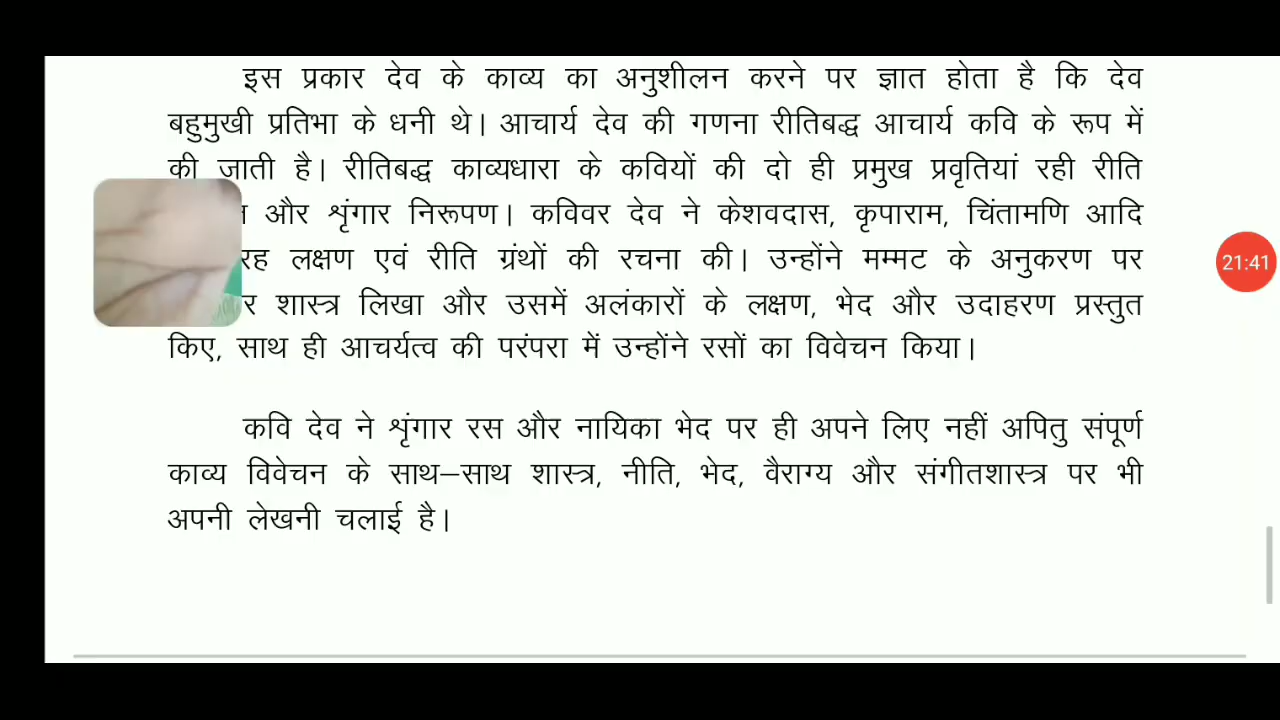 इस प्रकार देव के काव्य का अनुशीलन करने पर ज्ञात होता है कि देव
बहुमुखी प्रतिभा के धनी थे। आचार्य देव की गणना रीतिबद्ध आचार्य कवि के रूप में
की जाती है। रीतिबद्ध काव्यधारा के कवियों की दो ही प्रमुख प्रवृतियां रही रीति
और शृंगार निरूपण। कविवर देव ने केशवदास, कृपाराम, चिंतामणि आदि
लक्षण एवं रीति ग्रंथों की रचना की। उन्होंने मम्मट के अनुकरण पर
शास्त्र लिखा और उसमें अलंकारों के लक्षण, भेद और उदाहरण प्रस्तुत
किए, साथ ही आचर्यत्व की परंपरा में उन्होंने रसों का विवेचन किया।
कवि देव ने शृंगार रस और नायिका भेद पर ही अपने लिए नहीं अपितु संपूर्ण
काव्य विवेचन के साथ–साथ शास्त्र, नीति, भेद, वैराग्य और संगीतशास्त्र पर भी
अपनी लेखनी चलाई है।
21:41